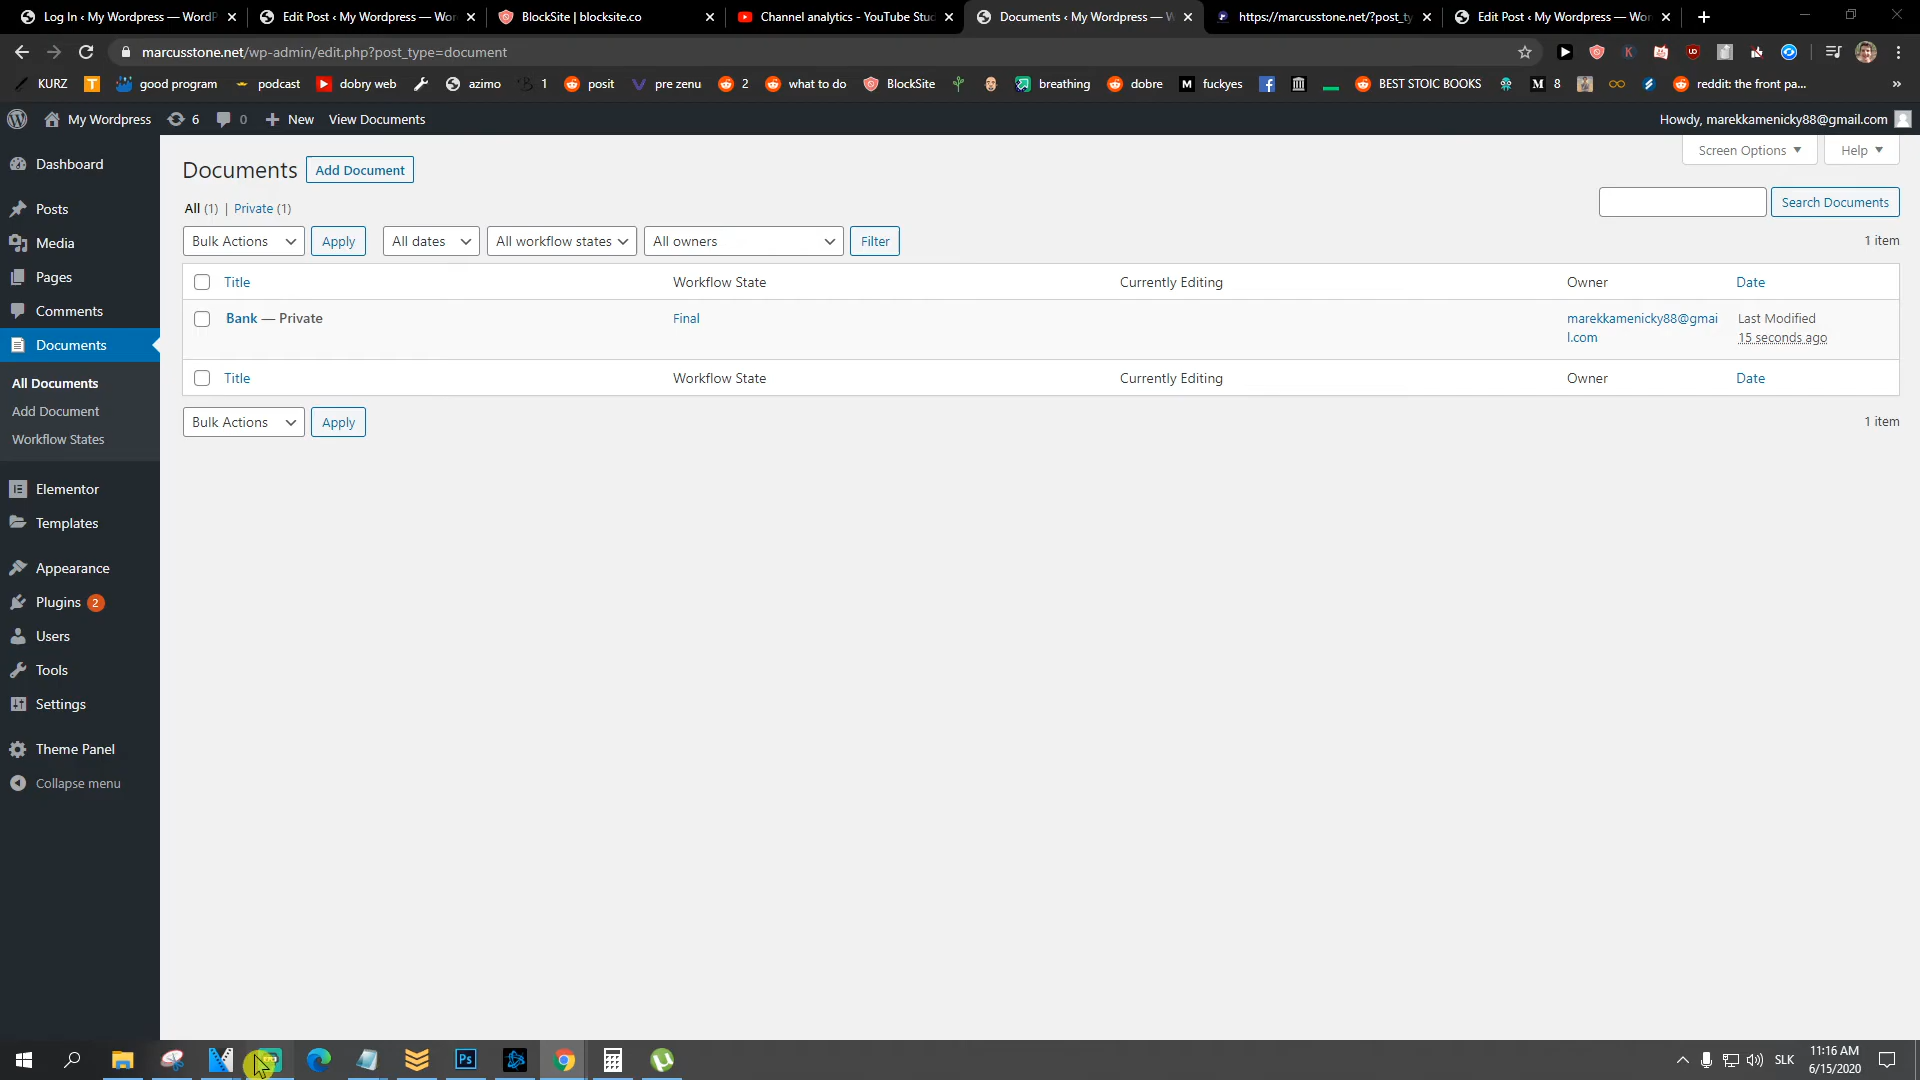 Log In ‹ My Wordpress — WordP
Edit Post ‹ My Wordpress — Wor
BlockSite | blocksite.co
Channel analytics - YouTube Stud
Documents ‹ My Wordpress — W
https://marcusstone.net/?post_ty
Edit Post ‹ My Wordpress — Wor
marcusstone.net/wp-admin/edit.php?post_type=document
KURZ
good program
podcast
dobry web
azimo
1
posit
pre zenu
2
what to do
BlockSite
breathing
dobre
fuckyes
BEST STOIC BOOKS
8
reddit: the front pa...
»
My Wordpress
6
0
New
View Documents
Howdy, marekkamenicky88@gmail.com
Dashboard
Posts
Media
Pages
Comments
Documents
All Documents
Add Document
Workflow States
Elementor
Templates
Appearance
Plugins 2
Users
Tools
Settings
Theme Panel
Collapse menu
Screen Options
Help
Documents
Add Document
All (1) | Private (1)
Search Documents
Bulk Actions
Apply
All dates
All workflow states
All owners
Filter
1 item
Title
Workflow State
Currently Editing
Owner
Date
Bank — Private
Final
marekkamenicky88@gmai
l.com
Last Modified
15 seconds ago
Title
Workflow State
Currently Editing
Owner
Date
Bulk Actions
Apply
1 item
Ps
SLK
11:16 AM
6/15/2020